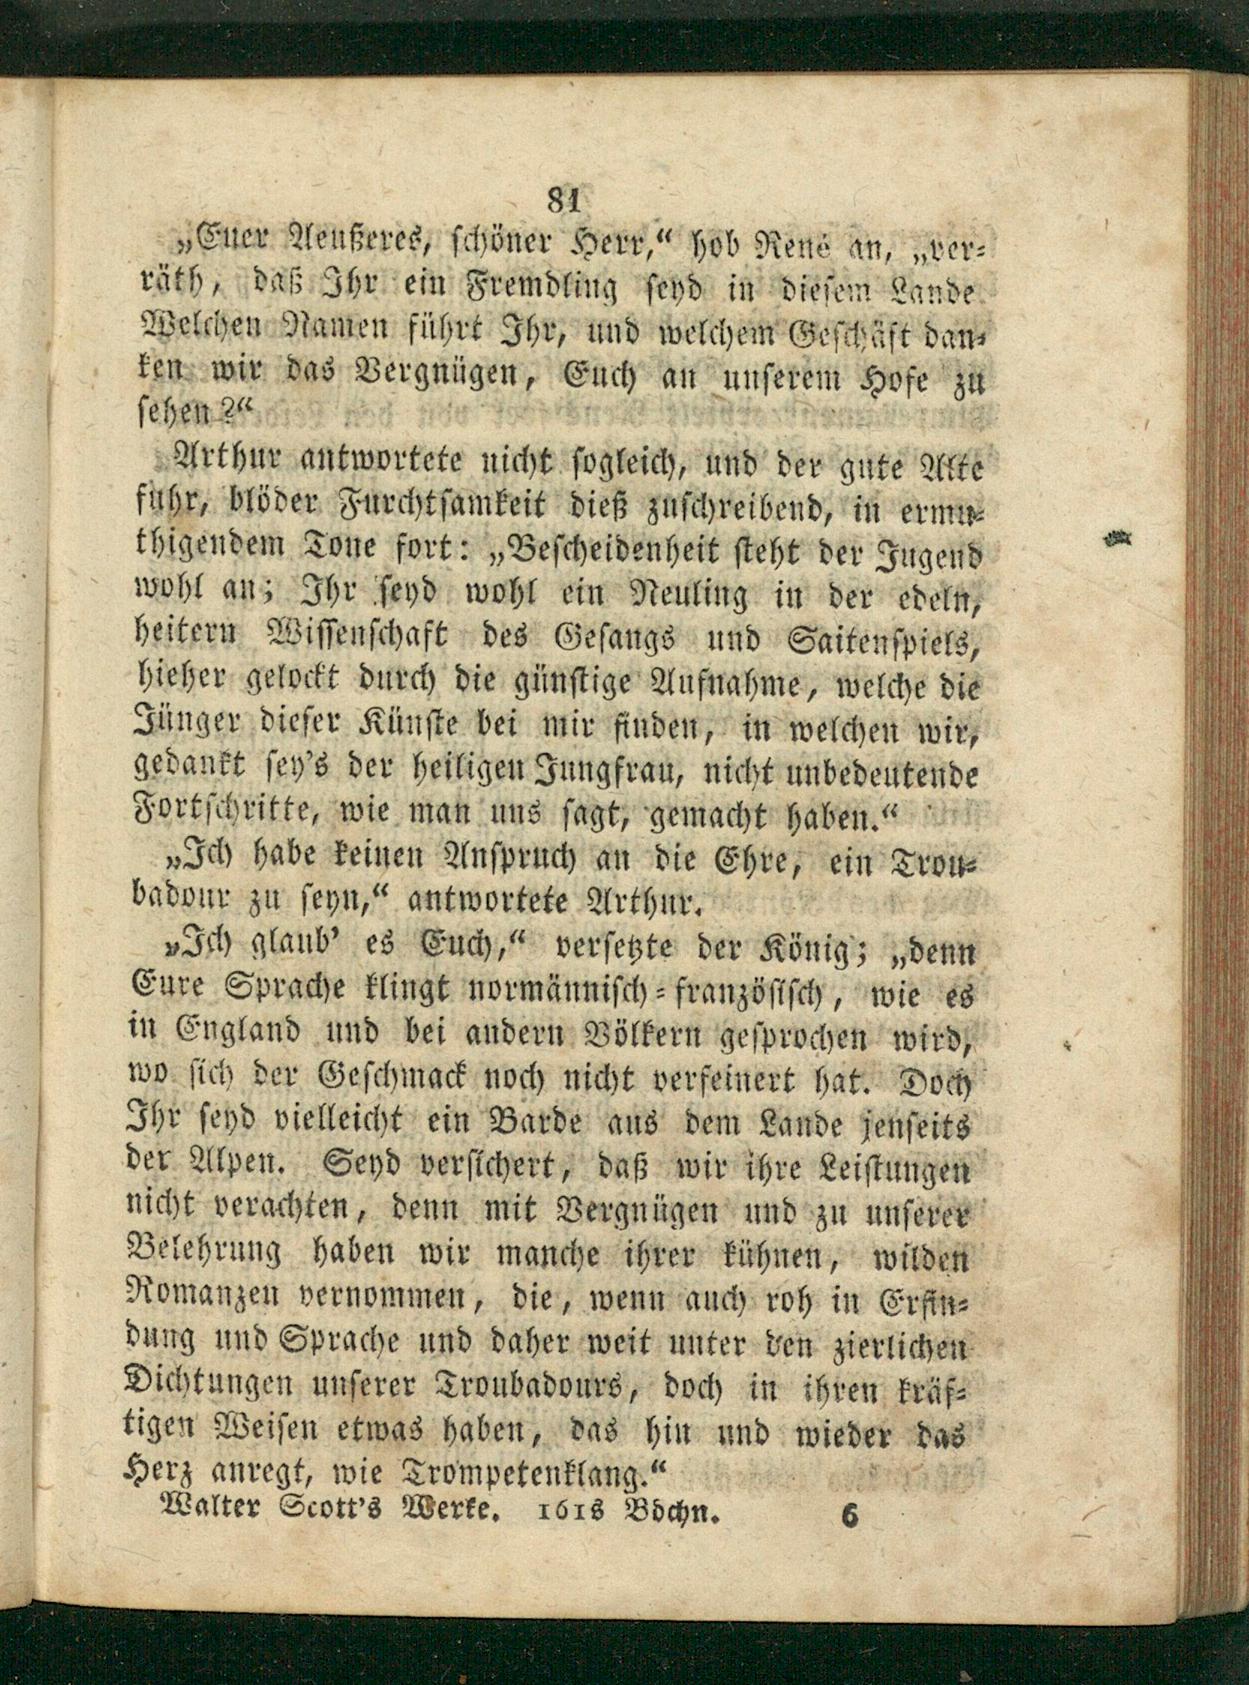 81
„Euer Aeußeres, schöner Herr,“ hob René an, „ver-
räth, daß Ihr ein Fremdling seyd in diesem Lande
Welchen Namen führt Ihr, und welchem Geschäft dan-
ken wir das Vergnügen, Euch an unserem Hofe zu
sehen?“
Arthur antwortete nicht sogleich, und der gute Alte
fuhr, blöder Furchtsamkeit dieß zuschreibend, in ermu-
thigendem Tone fort: „Bescheidenheit steht der Jugend
wohl an; Ihr seyd wohl ein Neuling in der edeln,
heitern Wissenschaft des Gesangs und Saitenspiels,
hieher gelockt durch die günstige Aufnahme, welche die
Jünger dieser Künste bei mir finden, in welchen wir,
gedankt sey's der heiligen Jungfrau, nicht unbedeutende
Fortschritte, wie man uns sagt, gemacht haben.“
„Ich habe keinen Anspruch an die Ehre, ein Trou-
badour zu seyn,“ antwortete Arthur.
„Ich glaub' es Euch,“ versetzte der König; „denn
Eure Sprache klingt normännisch-französisch, wie es
in England und bei andern Völkern gesprochen wird,
wo sich der Geschmack noch nicht verfeinert hat. Doch
Ihr seyd vielleicht ein Barde aus dem Lande jenseits
der Alpen. Seyd versichert, daß wir ihre Leistungen
nicht verachten, denn mit Vergnügen und zu unserer
Belehrung haben wir manche ihrer kühnen, wilden
Romanzen vernommen, die, wenn auch roh in Erfin-
dung und Sprache und daher weit unter den zierlichen
Dichtungen unserer Troubadours, doch in ihren kräf-
tigen Weisen etwas haben, das hin und wieder das
Herz anregt, wie Trompetenklang.“
Walter Scott's Werke. 161s Bdchn. 6